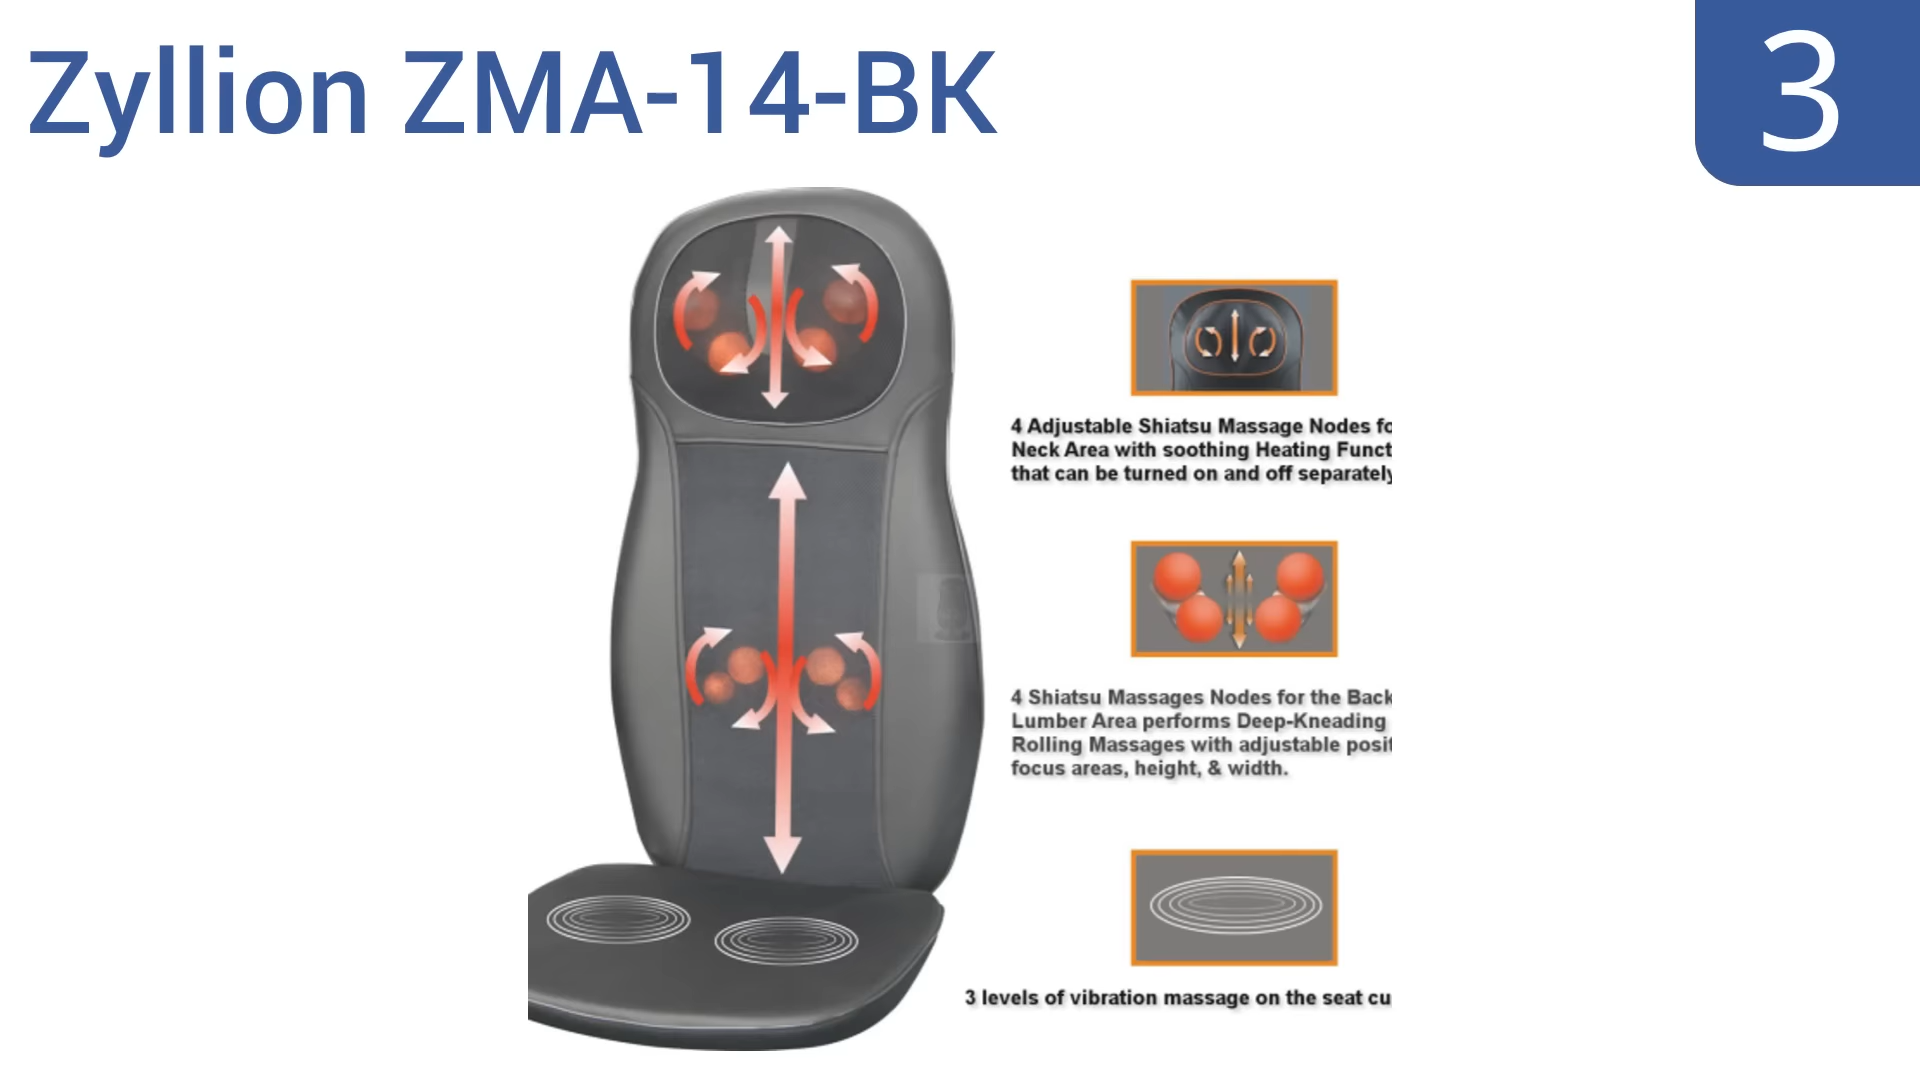 Zyllion ZMA-14-BK
3
4 Adjustable Shiatsu Massage Nodes fo
Neck Area with soothing Heating Funct
that can be turned on and off separately
4 Shiatsu Massages Nodes for the Back
Lumber Area performs Deep-Kneading
Rolling Massages with adjustable posit
focus areas, height, & width.
3 levels of vibration massage on the seat cu